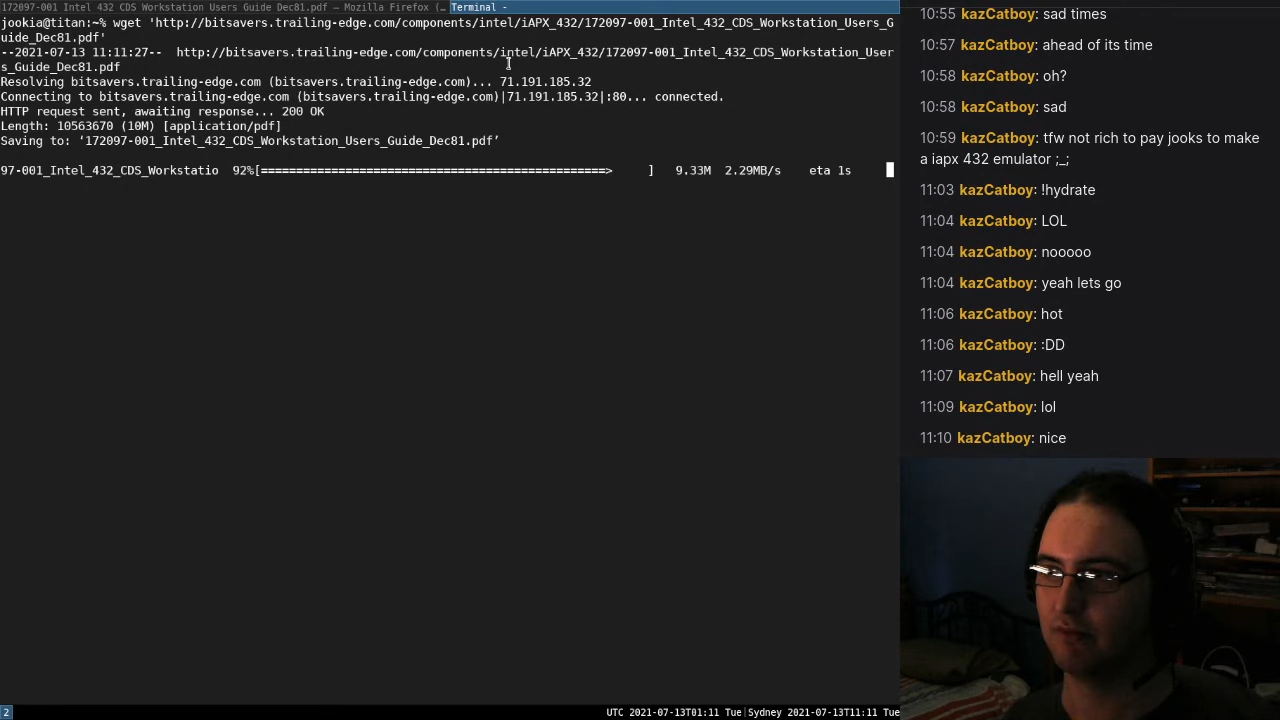 172097-001 Intel 432 CDS Workstation Users Guide Dec81.pdf — Mozilla Firefox (…
Terminal -
jookia@titan:~% wget 'http://bitsavers.trailing-edge.com/components/intel/iAPX_432/172097-001_Intel_432_CDS_Workstation_Users_G
uide_Dec81.pdf'
--2021-07-13 11:11:27--  http://bitsavers.trailing-edge.com/components/intel/iAPX_432/172097-001_Intel_432_CDS_Workstation_User
s_Guide_Dec81.pdf
Resolving bitsavers.trailing-edge.com (bitsavers.trailing-edge.com)... 71.191.185.32
Connecting to bitsavers.trailing-edge.com (bitsavers.trailing-edge.com)|71.191.185.32|:80... connected.
HTTP request sent, awaiting response... 200 OK
Length: 10563670 (10M) [application/pdf]
Saving to: ‘172097-001_Intel_432_CDS_Workstation_Users_Guide_Dec81.pdf’
97-001_Intel_432_CDS_Workstatio  92%[=================================================>     ]   9.33M  2.29MB/s    eta 1s
10:55 kazCatboy: sad times
10:57 kazCatboy: ahead of its time
10:58 kazCatboy: oh?
10:58 kazCatboy: sad
10:59 kazCatboy: tfw not rich to pay jooks to make
a iapx 432 emulator ;_;
11:03 kazCatboy: !hydrate
11:04 kazCatboy: LOL
11:04 kazCatboy: nooooo
11:04 kazCatboy: yeah lets go
11:06 kazCatboy: hot
11:06 kazCatboy: :DD
11:07 kazCatboy: hell yeah
11:09 kazCatboy: lol
11:10 kazCatboy: nice
2
UTC 2021-07-13T01:11 Tue|Sydney 2021-07-13T11:11 Tue